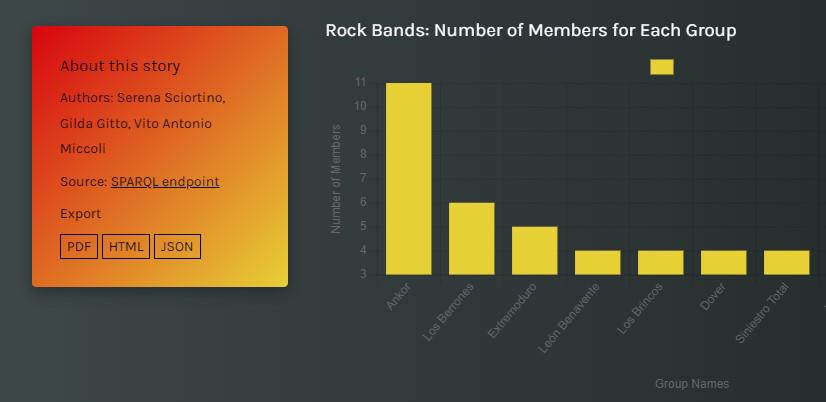 About this story
Authors: Serena Sciortino,
Gilda Gitto, Vito Antonio
Miccoli
Source: SPARQL endpoint
Export
PDF HTML JSON
Rock Bands: Number of Members for Each Group
Number of Members
11
10
9
8
7
6
5
4
3
Ankor
Los Berrones
Extremoduro
León Benavente
Los Brincos
Dover
Siniestro Total
Group Names